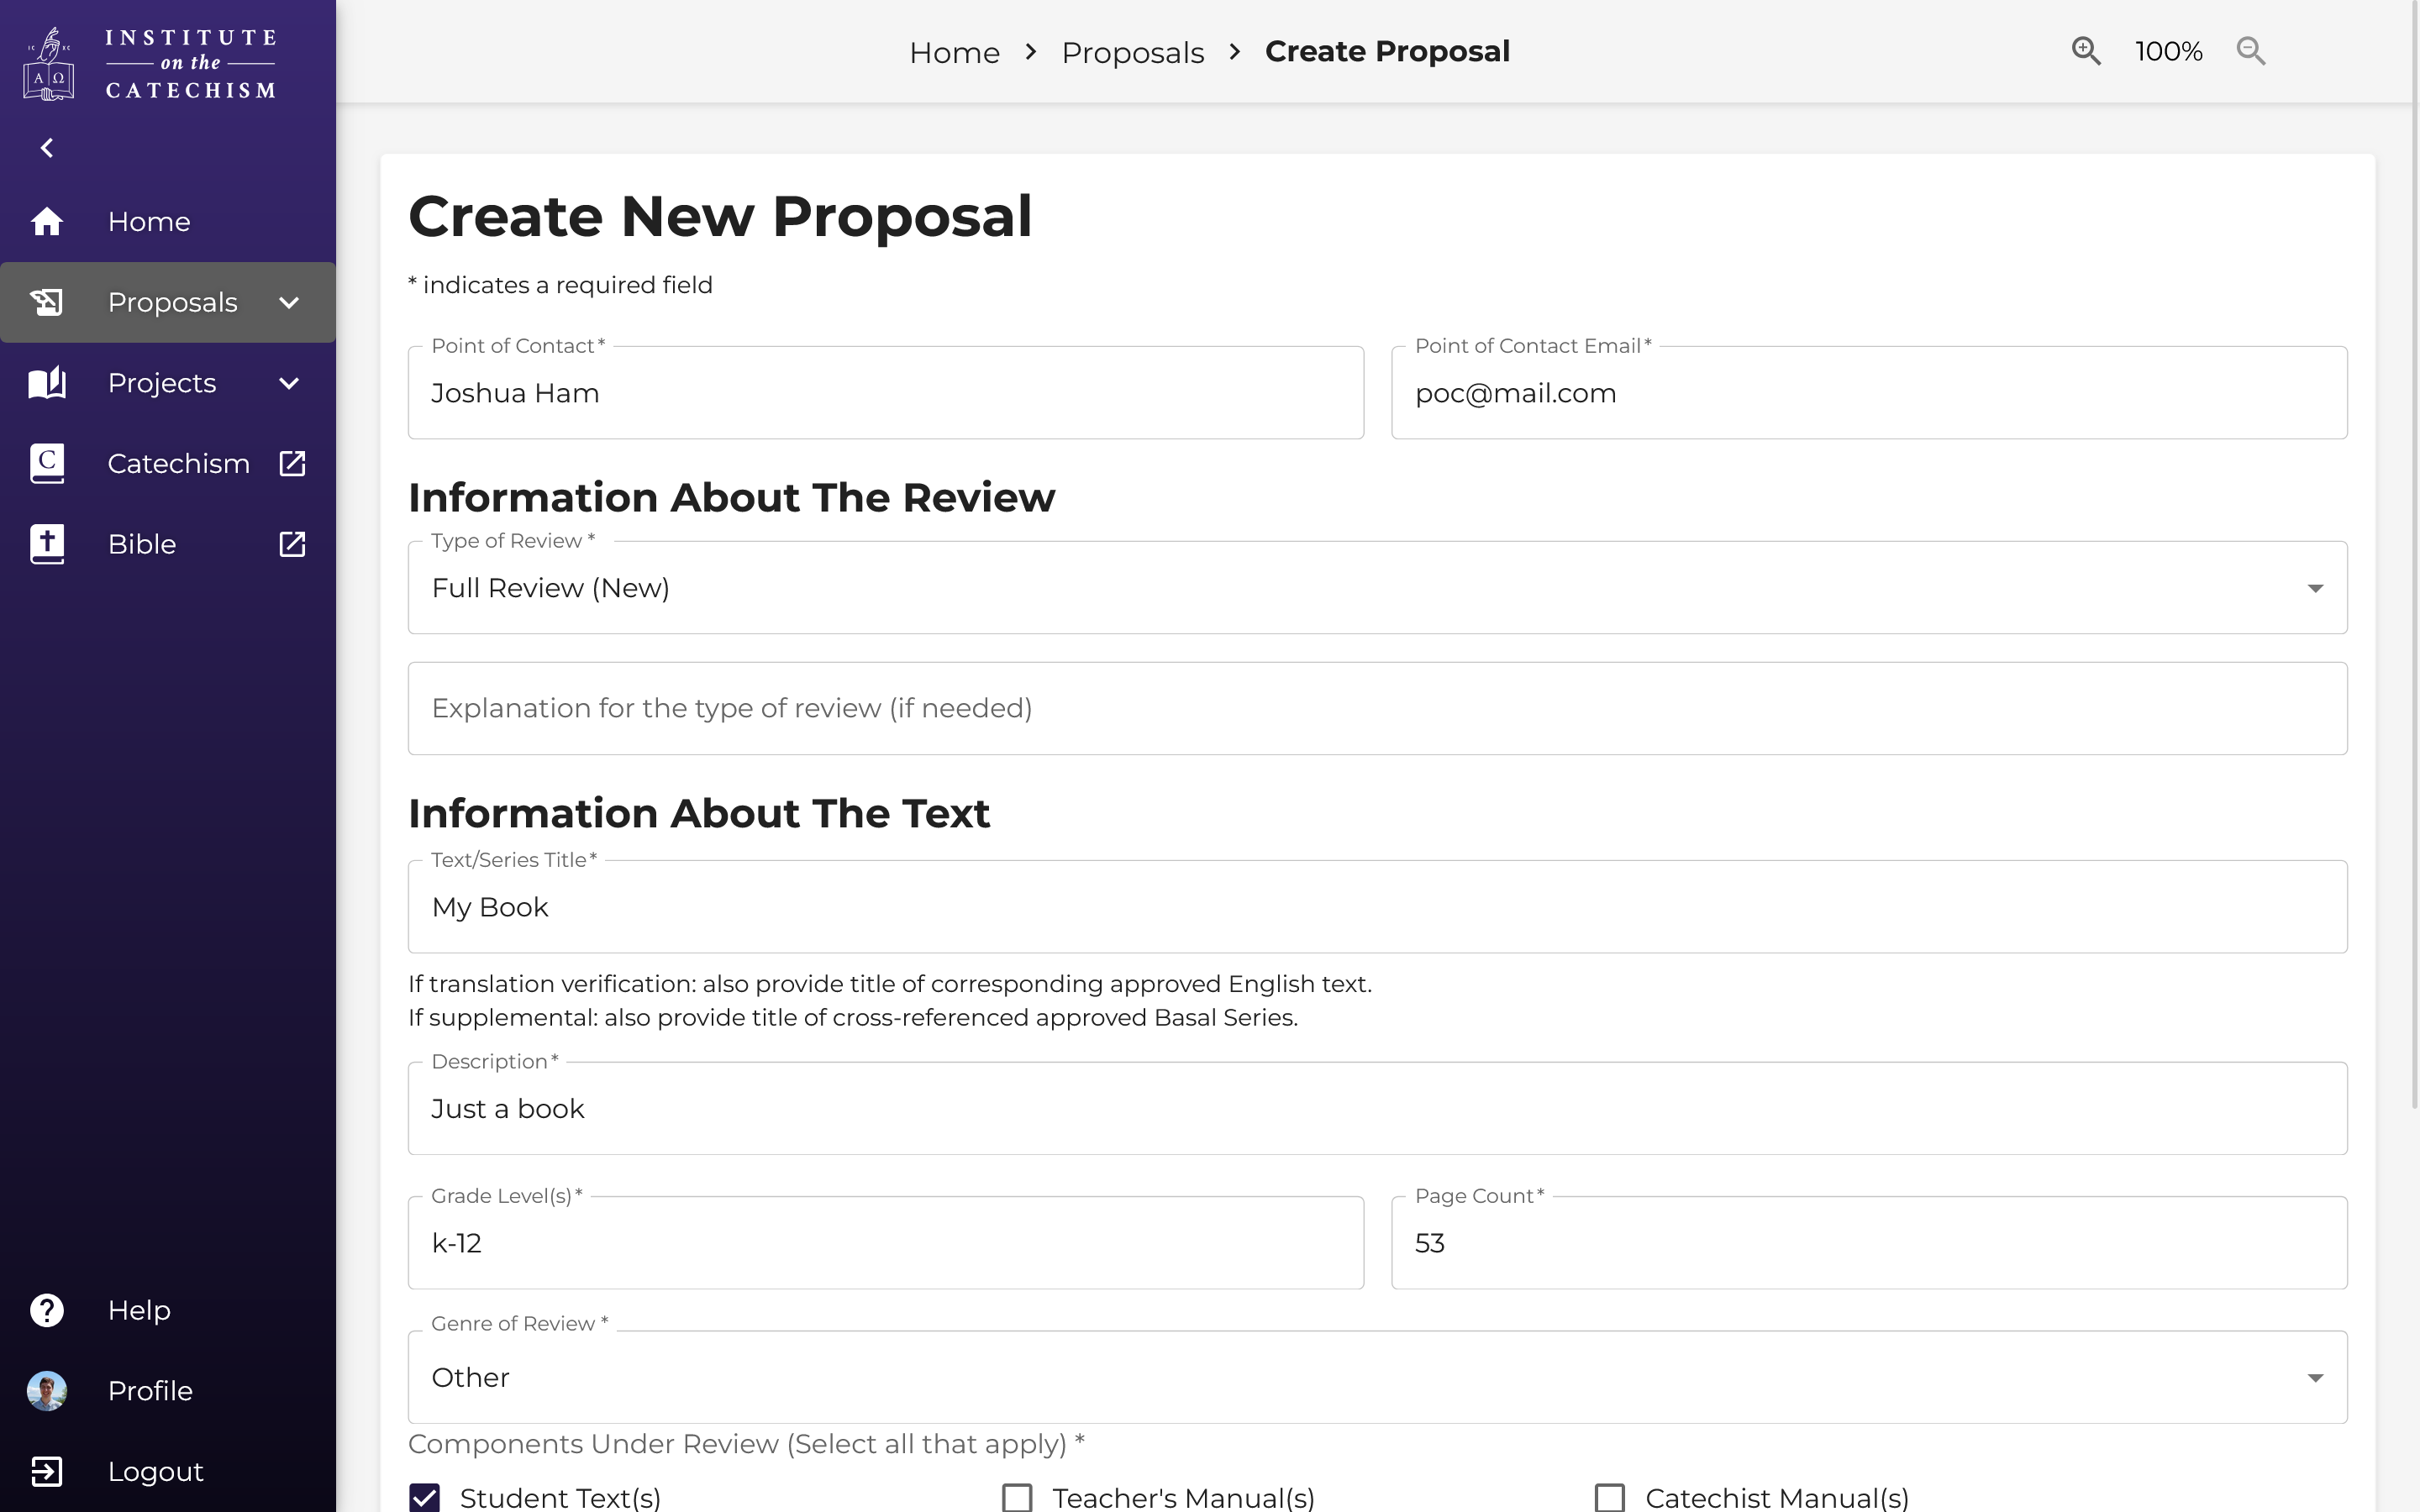 INSTITUTE
on the
CATECHISM
IC XC
Α Ω
Home
Proposals
Projects
C
Catechism
Bible
Help
Profile
Logout
Home > Proposals > Create Proposal
100%
Create New Proposal
* indicates a required field
Point of Contact *
Joshua Ham
Point of Contact Email *
poc@mail.com
Information About The Review
Type of Review *
Full Review (New)
Explanation for the type of review (if needed)
Information About The Text
Text/Series Title *
My Book
If translation verification: also provide title of corresponding approved English text.
If supplemental: also provide title of cross-referenced approved Basal Series.
Description *
Just a book
Grade Level(s) *
k-12
Page Count *
53
Genre of Review *
Other
Components Under Review (Select all that apply) *
Student Text(s)
Teacher's Manual(s)
Catechist Manual(s)